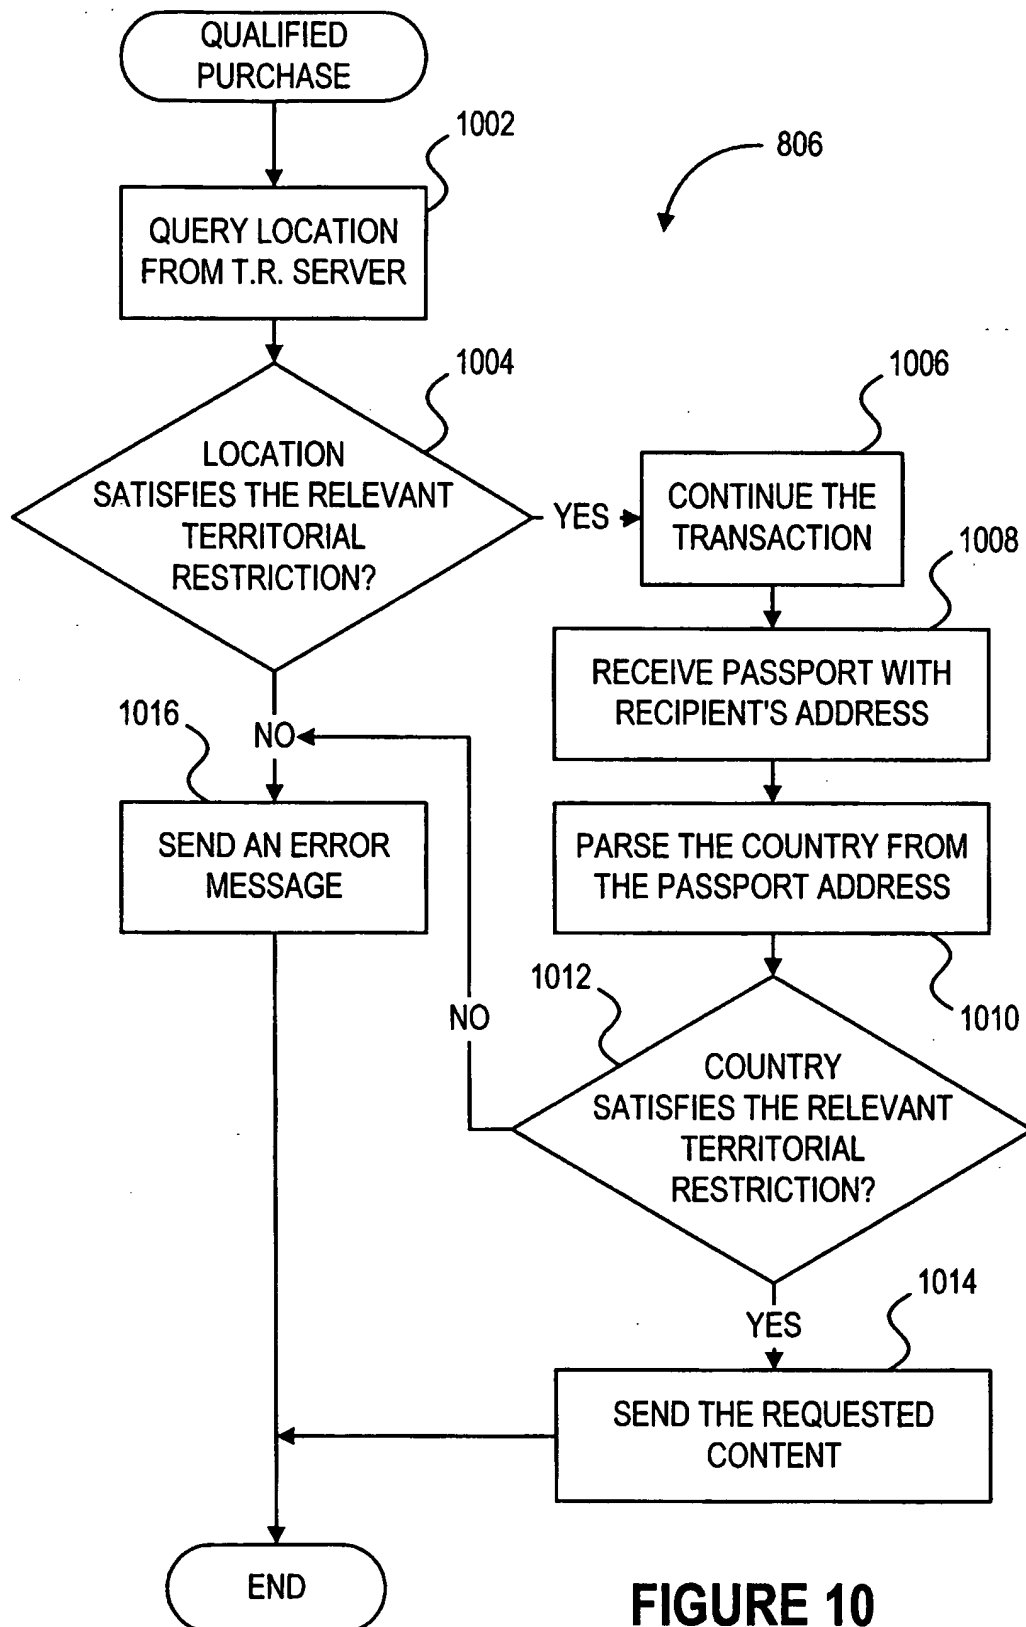 QUALIFIED
PURCHASE
1002
806
QUERY LOCATION
FROM T.R. SERVER
1004
1006
LOCATION
SATISFIES THE RELEVANT
TERRITORIAL
RESTRICTION?
YES
CONTINUE THE
TRANSACTION
1008
RECEIVE PASSPORT WITH
RECIPIENT'S ADDRESS
1016
NO
SEND AN ERROR
MESSAGE
PARSE THE COUNTRY FROM
THE PASSPORT ADDRESS
1012
1010
NO
COUNTRY
SATISFIES THE RELEVANT
TERRITORIAL
RESTRICTION?
1014
YES
SEND THE REQUESTED
CONTENT
END
FIGURE 10